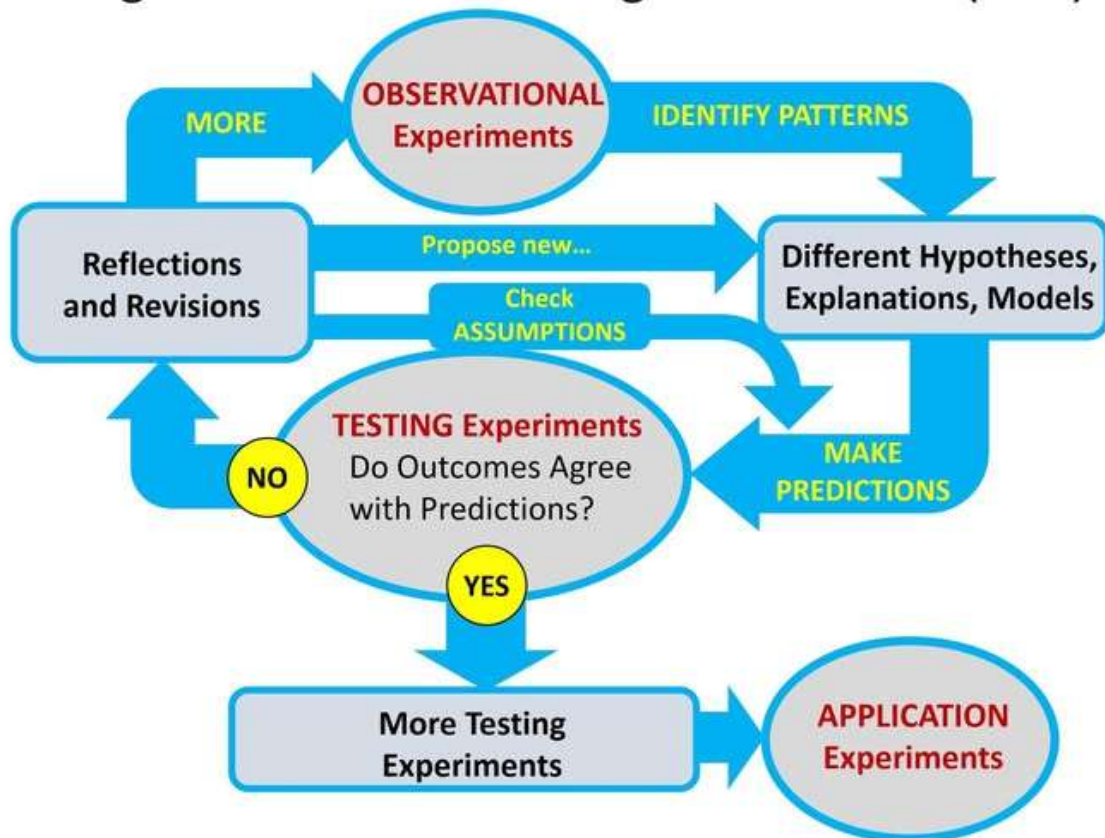 OBSERVATIONAL
Experiments
MORE
IDENTIFY PATTERNS
Reflections
and Revisions
Propose new...
Different Hypotheses,
Explanations, Models
Check
ASSUMPTIONS
TESTING Experiments
Do Outcomes Agree
with Predictions?
NO
MAKE
PREDICTIONS
YES
More Testing
Experiments
APPLICATION
Experiments